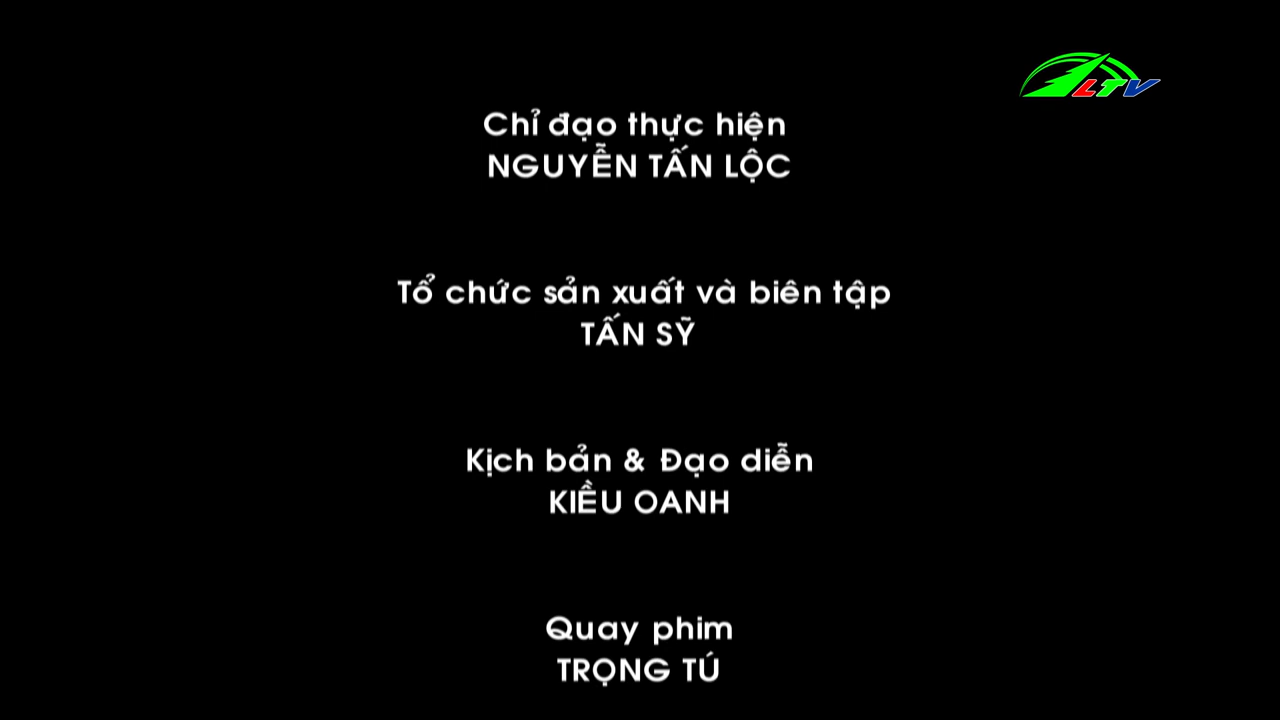 LTV
Chỉ đạo thực hiện
NGUYỄN TẤN LỘC
Tổ chức sản xuất và biên tập
TẤN SỸ
Kịch bản & Đạo diễn
KIỀU OANH
Quay phim
TRỌNG TÚ